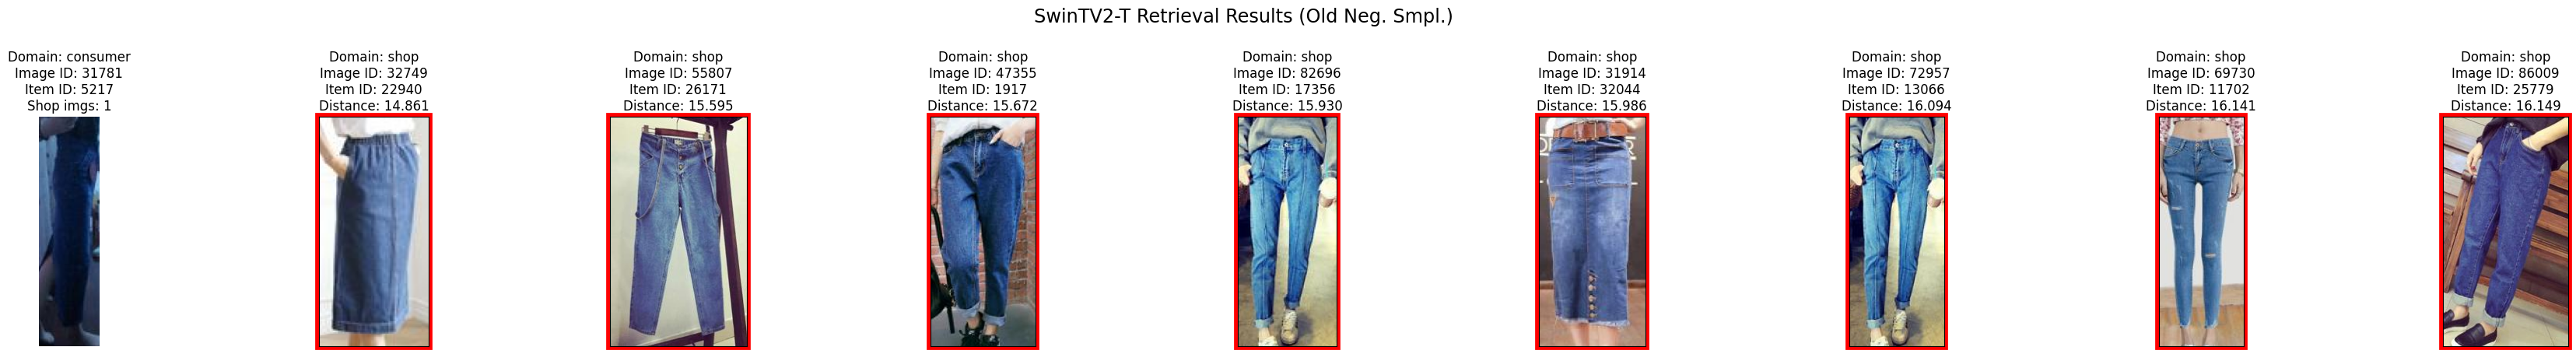 SwinTV2-T Retrieval Results (Old Neg. Smpl.)
Domain: consumer
Image ID: 31781
Item ID: 5217
Shop imgs: 1
Domain: shop
Image ID: 32749
Item ID: 22940
Distance: 14.861
Domain: shop
Image ID: 55807
Item ID: 26171
Distance: 15.595
Domain: shop
Image ID: 47355
Item ID: 1917
Distance: 15.672
Domain: shop
Image ID: 82696
Item ID: 17356
Distance: 15.930
Domain: shop
Image ID: 31914
Item ID: 32044
Distance: 15.986
Domain: shop
Image ID: 72957
Item ID: 13066
Distance: 16.094
Domain: shop
Image ID: 69730
Item ID: 11702
Distance: 16.141
Domain: shop
Image ID: 86009
Item ID: 25779
Distance: 16.149